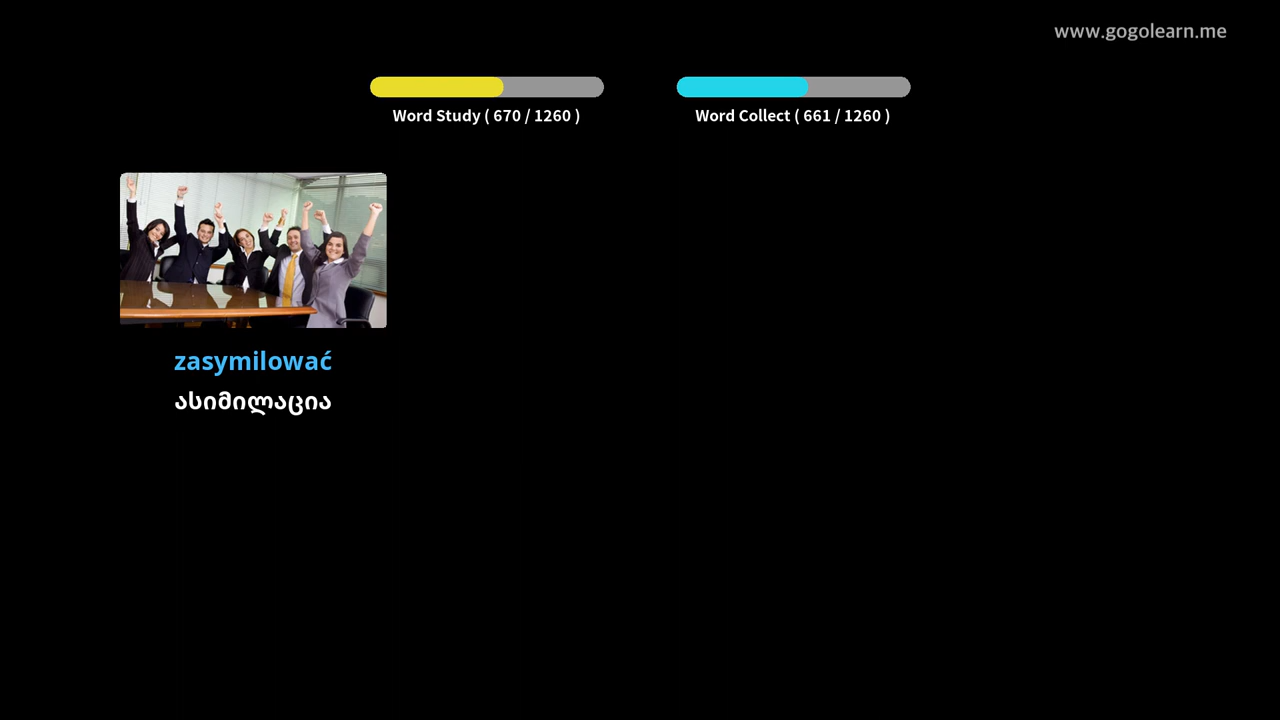 www.gogolearn.me
Word Study ( 670 / 1260 )
Word Collect ( 661 / 1260 )
zasymilować
ასიმილაცია